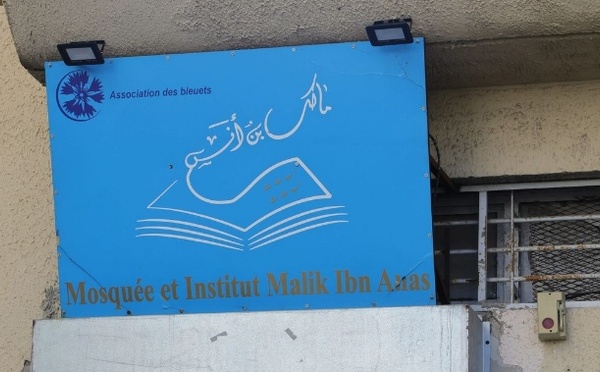 Association des bleuets
مالك بن أنس
Mosquée et Institut Malik Ibn Anas